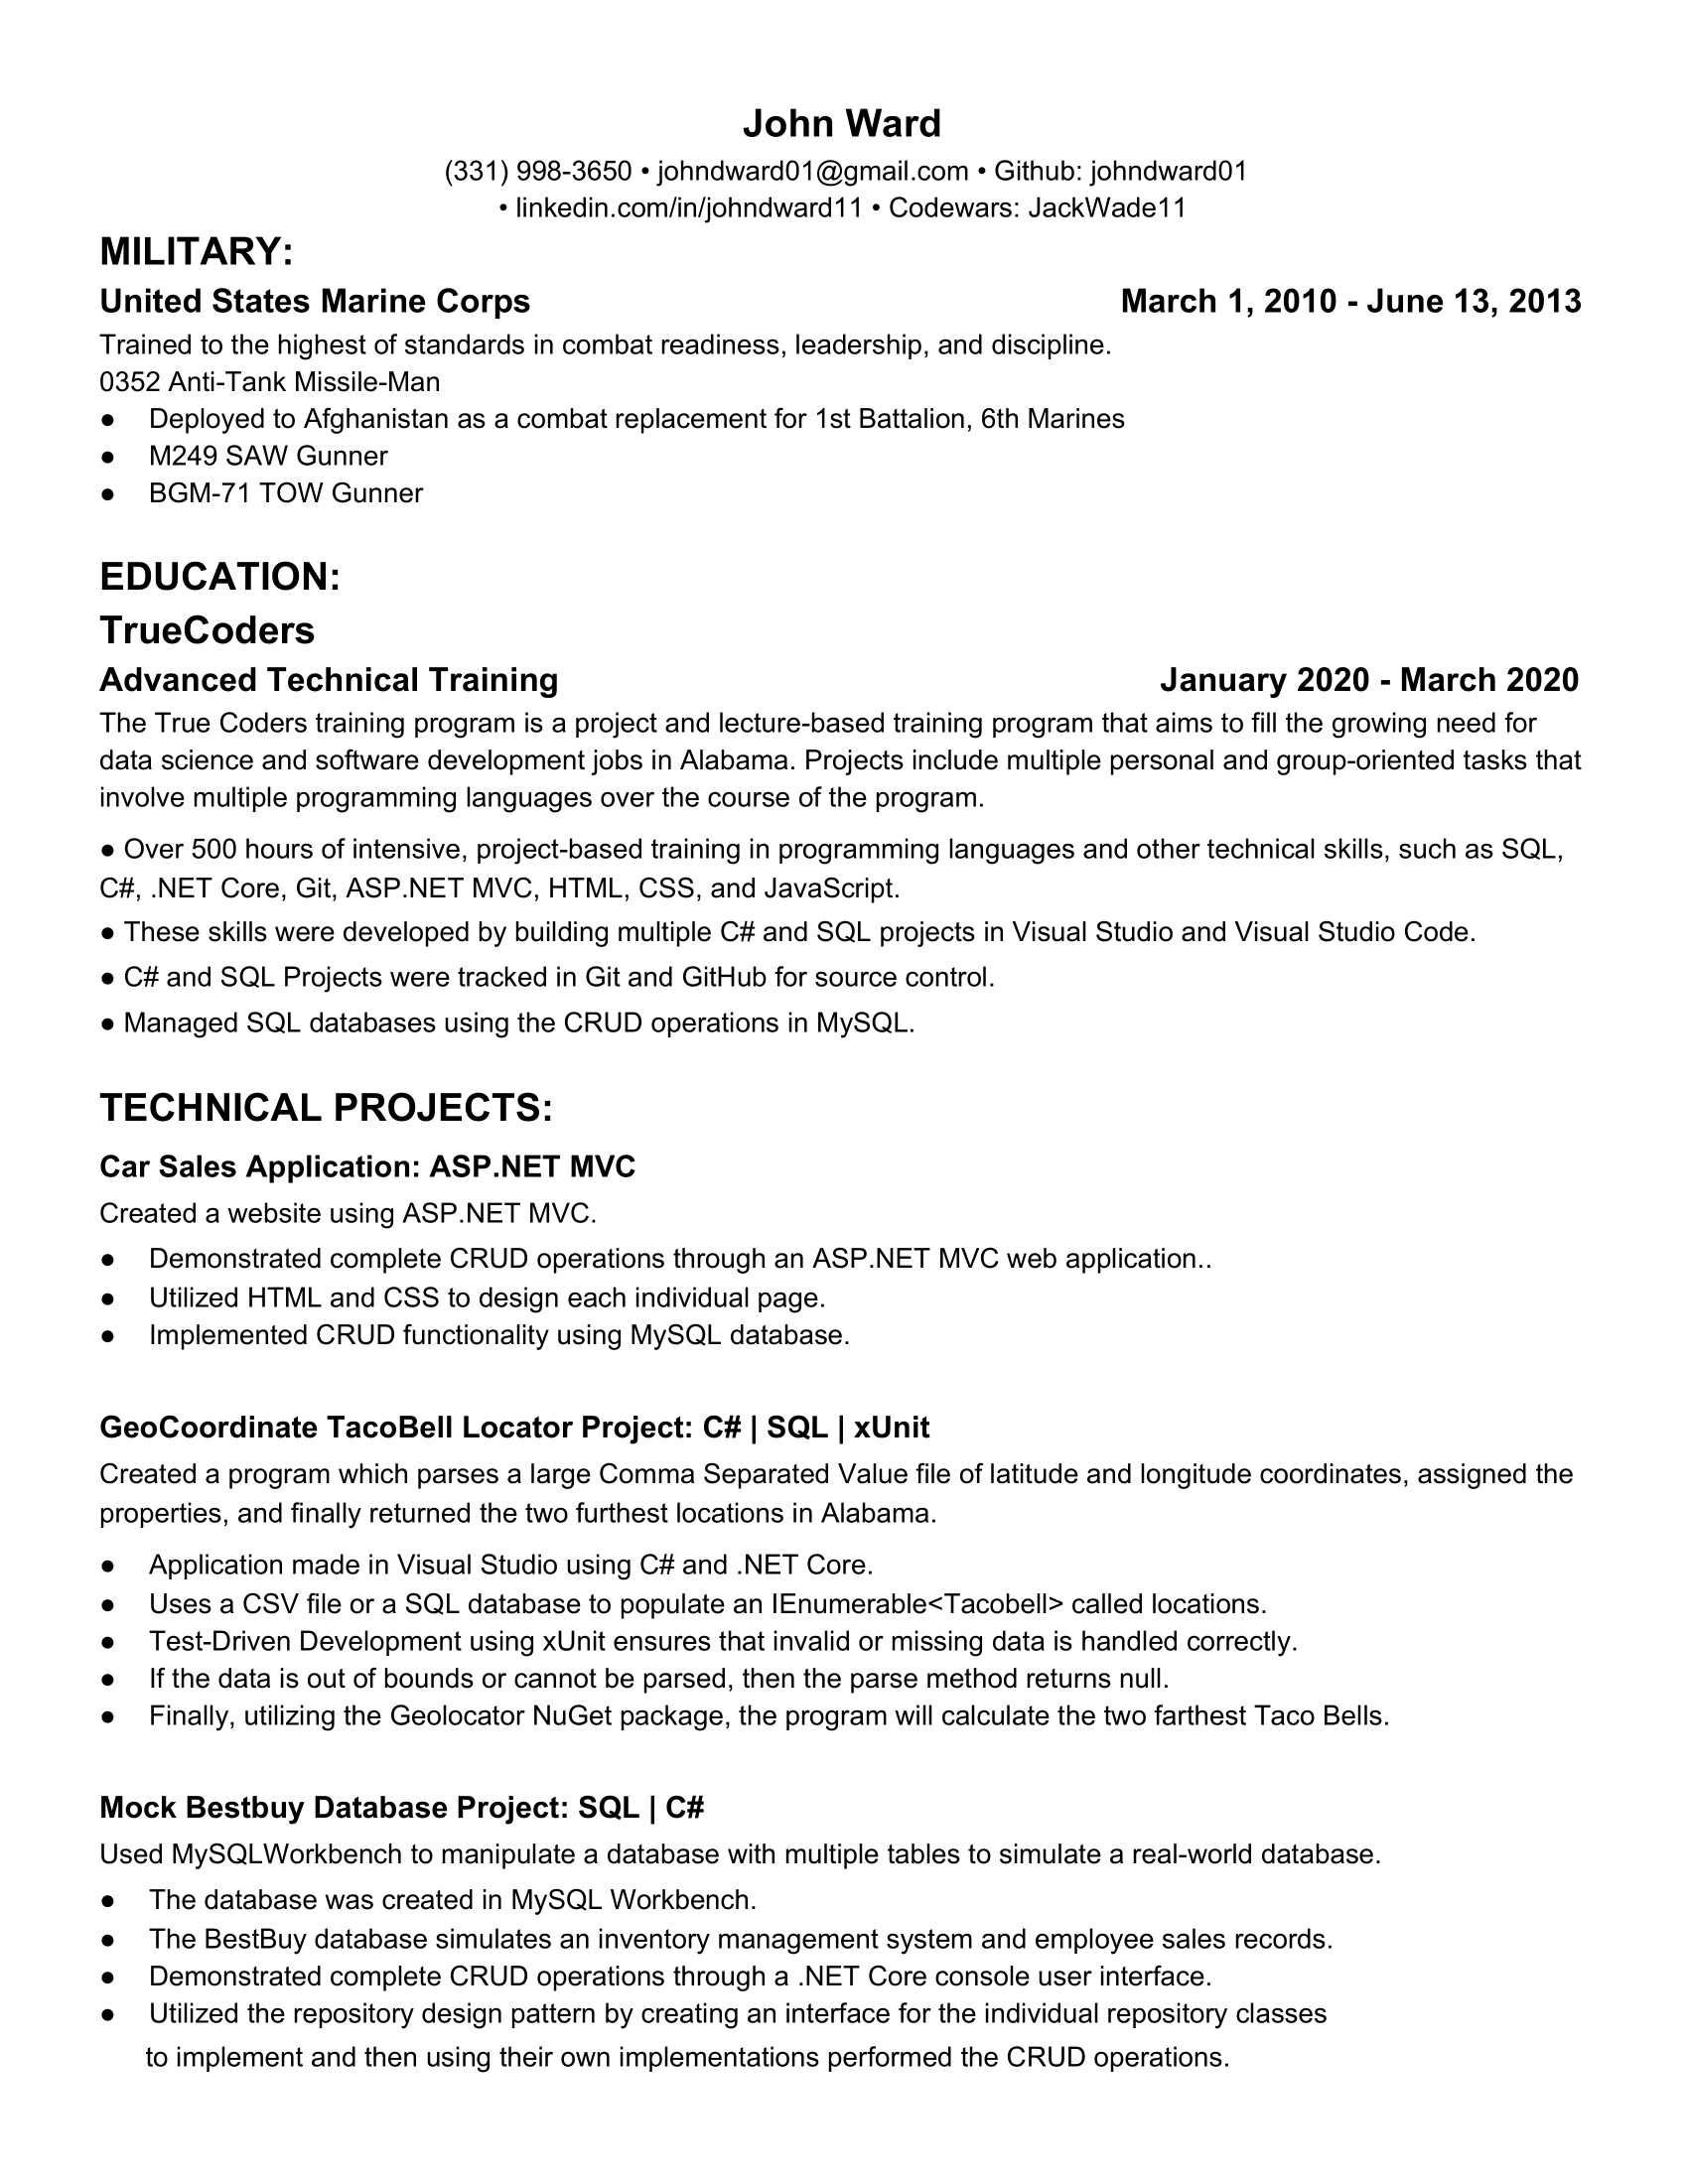 John Ward
(331) 998-3650 • johndward01@gmail.com • Github: johndward01
• linkedin.com/in/johndward11 • Codewars: JackWade11
MILITARY:
United States Marine Corps March 1, 2010 - June 13, 2013
Trained to the highest of standards in combat readiness, leadership, and discipline.
0352 Anti-Tank Missile-Man
● Deployed to Afghanistan as a combat replacement for 1st Battalion, 6th Marines
● M249 SAW Gunner
● BGM-71 TOW Gunner
EDUCATION:
TrueCoders
Advanced Technical Training January 2020 - March 2020
The True Coders training program is a project and lecture-based training program that aims to fill the growing need for
data science and software development jobs in Alabama. Projects include multiple personal and group-oriented tasks that
involve multiple programming languages over the course of the program.
● Over 500 hours of intensive, project-based training in programming languages and other technical skills, such as SQL,
C#, .NET Core, Git, ASP.NET MVC, HTML, CSS, and JavaScript.
● These skills were developed by building multiple C# and SQL projects in Visual Studio and Visual Studio Code.
● C# and SQL Projects were tracked in Git and GitHub for source control.
● Managed SQL databases using the CRUD operations in MySQL.
TECHNICAL PROJECTS:
Car Sales Application: ASP.NET MVC
Created a website using ASP.NET MVC.
● Demonstrated complete CRUD operations through an ASP.NET MVC web application..
● Utilized HTML and CSS to design each individual page.
● Implemented CRUD functionality using MySQL database.
GeoCoordinate TacoBell Locator Project: C# | SQL | xUnit
Created a program which parses a large Comma Separated Value file of latitude and longitude coordinates, assigned the
properties, and finally returned the two furthest locations in Alabama.
● Application made in Visual Studio using C# and .NET Core.
● Uses a CSV file or a SQL database to populate an IEnumerable<Tacobell> called locations.
● Test-Driven Development using xUnit ensures that invalid or missing data is handled correctly.
● If the data is out of bounds or cannot be parsed, then the parse method returns null.
● Finally, utilizing the Geolocator NuGet package, the program will calculate the two farthest Taco Bells.
Mock Bestbuy Database Project: SQL | C#
Used MySQLWorkbench to manipulate a database with multiple tables to simulate a real-world database.
● The database was created in MySQL Workbench.
● The BestBuy database simulates an inventory management system and employee sales records.
● Demonstrated complete CRUD operations through a .NET Core console user interface.
● Utilized the repository design pattern by creating an interface for the individual repository classes
to implement and then using their own implementations performed the CRUD operations.